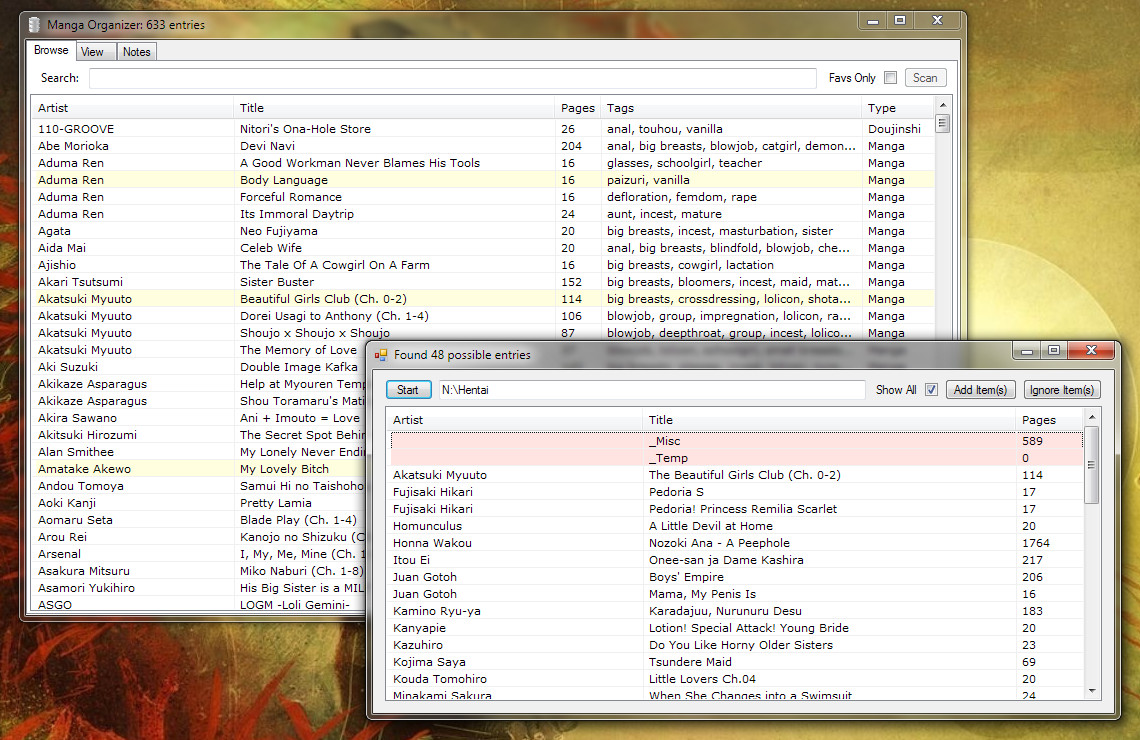 Manga Organizer: 633 entries
Browse View Notes
Search: Favs Only Scan
Artist Title Pages Tags Type
110-GROOVE Nitori's Ona-Hole Store 26 anal, touhou, vanilla Doujinshi
Abe Morioka Devi Navi 204 anal, big breasts, blowjob, catgirl, demon... Manga
Aduma Ren A Good Workman Never Blames His Tools 16 glasses, schoolgirl, teacher Manga
Aduma Ren Body Language 16 paizuri, vanilla Manga
Aduma Ren Forceful Romance 16 defloration, femdom, rape Manga
Aduma Ren Its Immoral Daytrip 24 aunt, incest, mature Manga
Agata Neo Fujiyama 20 big breasts, incest, masturbation, sister Manga
Aida Mai Celeb Wife 20 anal, big breasts, blindfold, blowjob, che... Manga
Ajishio The Tale Of A Cowgirl On A Farm 16 big breasts, cowgirl, lactation Manga
Akari Tsutsumi Sister Buster 152 big breasts, bloomers, incest, maid, mat... Manga
Akatsuki Myuuto Beautiful Girls Club (Ch. 0-2) 114 big breasts, crossdressing, lolicon, shota... Manga
Akatsuki Myuuto Dorei Usagi to Anthony (Ch. 1-4) 106 blowjob, group, impregnation, lolicon, ra... Manga
Akatsuki Myuuto Shoujo x Shoujo x Shoujo 87 blowjob, deepthroat, group, incest, lolico... Manga
Akatsuki Myuuto The Memory of Love
Aki Suzuki Double Image Kafka
Akikaze Asparagus Help at Myouren Temp
Akikaze Asparagus Shou Toramaru's Mati
Akira Sawano Ani + Imouto = Love
Akitsuki Hirozumi The Secret Spot Behin
Alan Smithee My Lonely Never Endi
Amatake Akewo My Lovely Bitch
Andou Tomoya Samui Hi no Taishoho
Aoki Kanji Pretty Lamia
Aomaru Seta Blade Play (Ch. 1-4)
Arou Rei Kanojo no Shizuku (C
Arsenal I, My, Me, Mine (Ch. 1
Asakura Mitsuru Miko Naburi (Ch. 1-8)
Asamori Yukihiro His Big Sister is a MIL
ASGO LOGM -Loli Gemini-
Found 48 possible entries
Start N:\Hentai Show All Add Item(s) Ignore Item(s)
Artist Title Pages
_Misc 589
_Temp 0
Akatsuki Myuuto The Beautiful Girls Club (Ch. 0-2) 114
Fujisaki Hikari Pedoria S 17
Fujisaki Hikari Pedoria! Princess Remilia Scarlet 17
Homunculus A Little Devil at Home 20
Honna Wakou Nozoki Ana - A Peephole 1764
Itou Ei Onee-san ja Dame Kashira 217
Juan Gotoh Boys' Empire 206
Juan Gotoh Mama, My Penis Is 16
Kamino Ryu-ya Karadajuu, Nurunuru Desu 183
Kanyapie Lotion! Special Attack! Young Bride 20
Kazuhiro Do You Like Horny Older Sisters 23
Kojima Saya Tsundere Maid 69
Kouda Tomohiro Little Lovers Ch.04 20
Minakami Sakura When She Changes into a Swimsuit 24